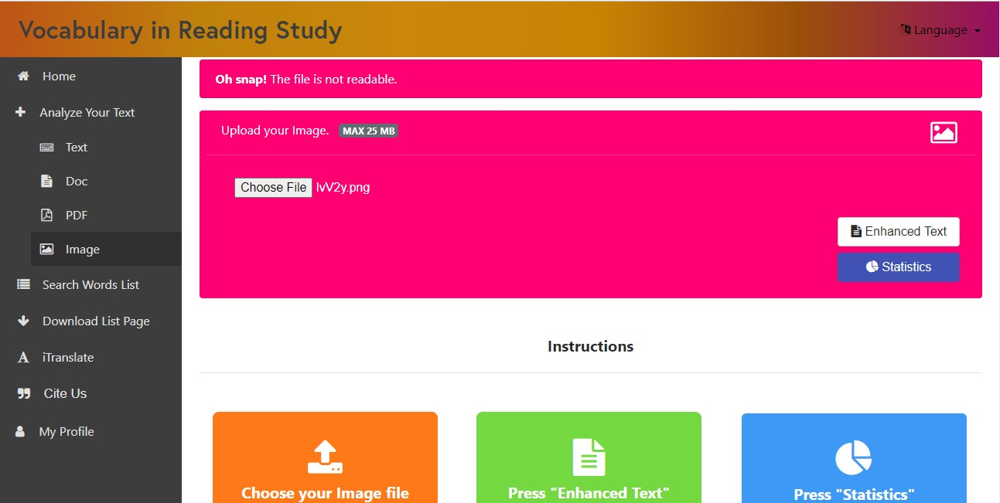 Vocabulary in Reading Study
Language
Home
Analyze Your Text
Text
Doc
PDF
Image
Search Words List
Download List Page
iTranslate
Cite Us
My Profile
Oh snap! The file is not readable.
Upload your Image. MAX 25 MB
Choose File lvV2y.png
Enhanced Text
Statistics
Instructions
Choose your Image file
Press "Enhanced Text"
Press "Statistics"